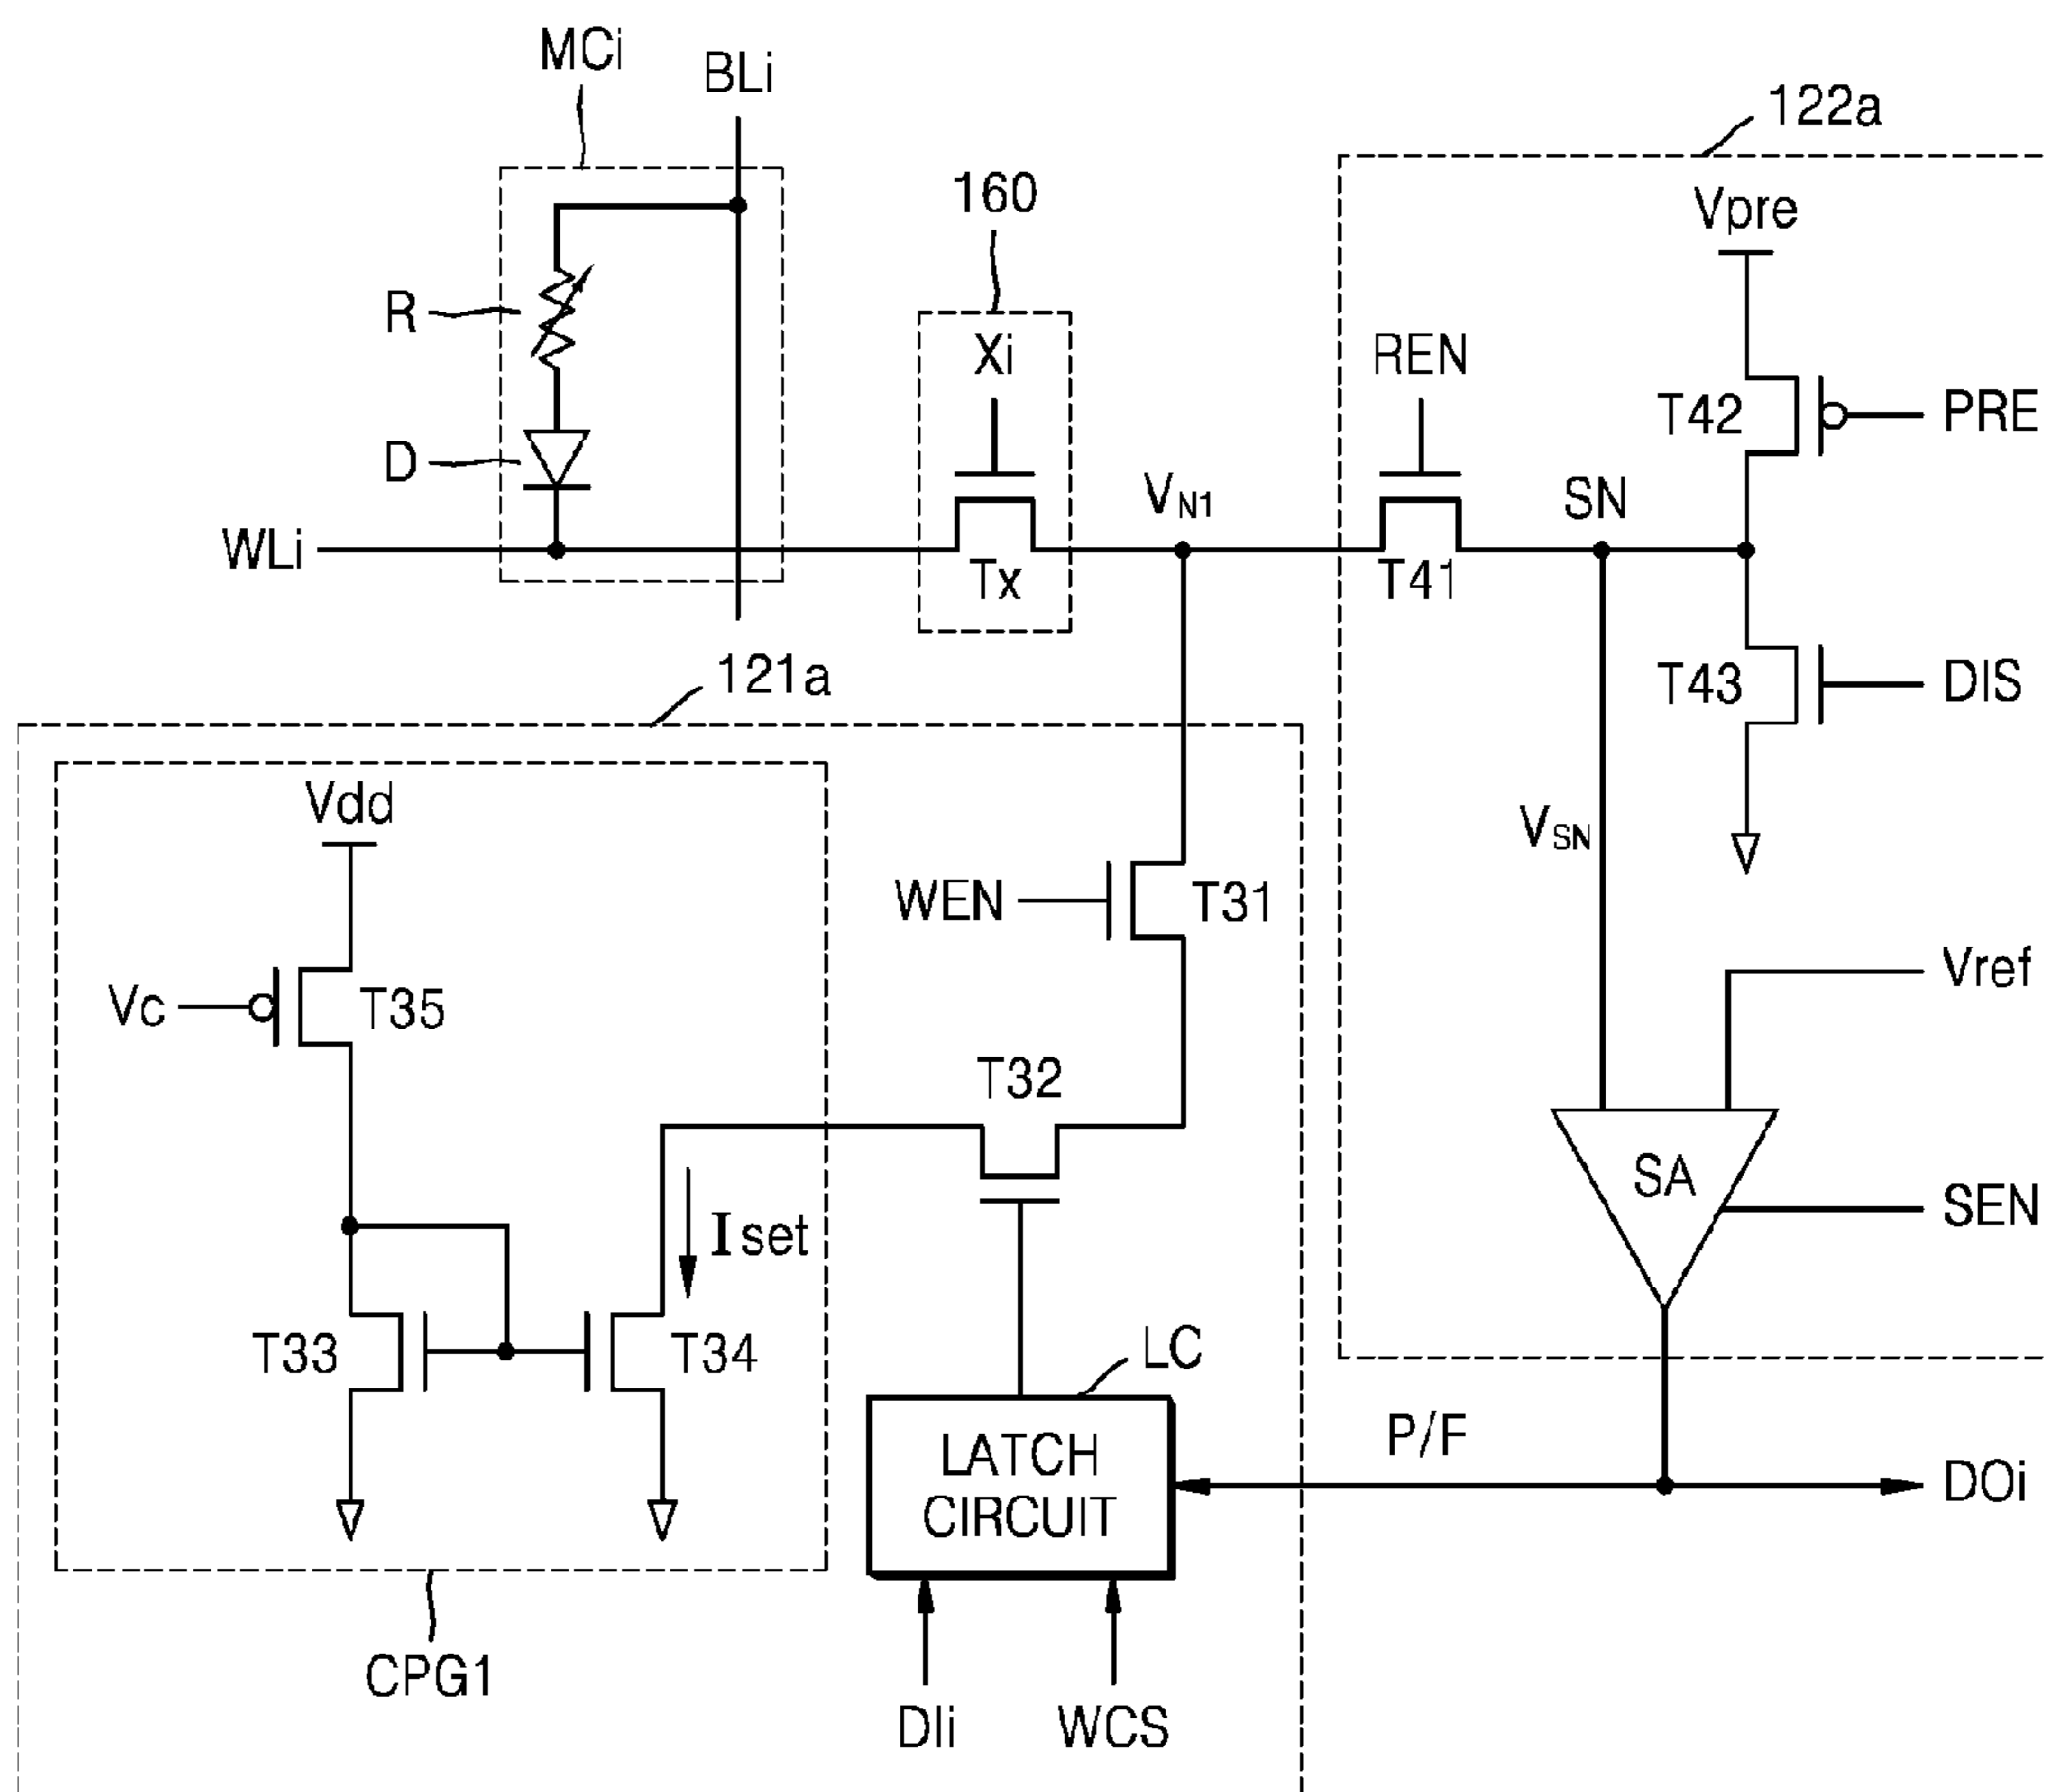 MCi
BLi
122a
160
Vpre
R
Xi
REN
T42
PRE
D
VN1
SN
WLi
Tx
T41
121a
T43
DIS
Vdd
VSN
WEN
T31
Vref
Vc
T35
T32
SA
SEN
Iset
T33
T34
LC
P/F
LATCH
CIRCUIT
DOi
CPG1
DIi
WCS